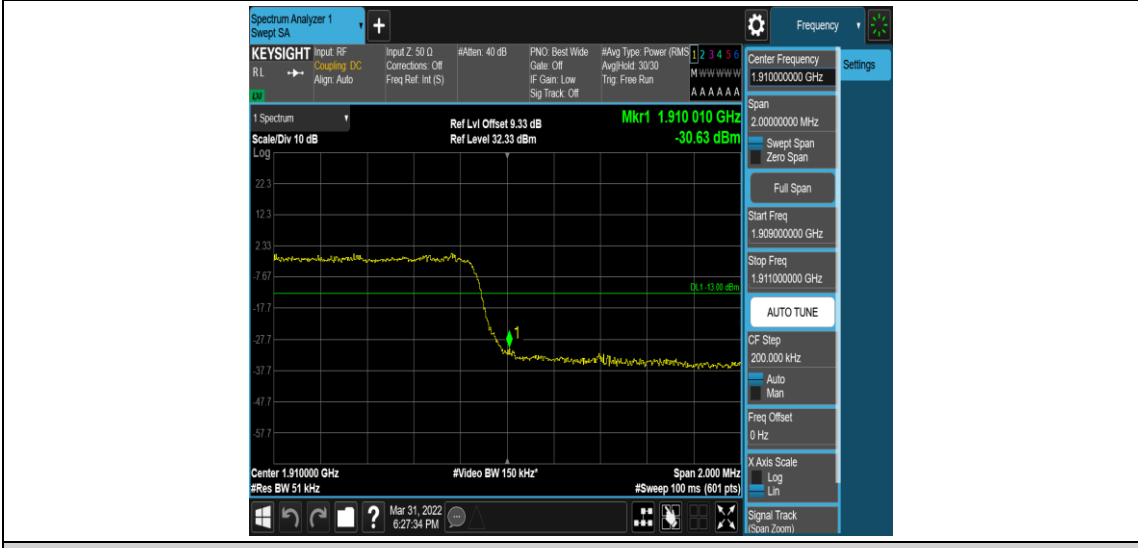 Spectrum Analyzer 1
Swept SA
Frequency
KEYSIGHT
RL
Input: RF
Coupling: DC
Align: Auto
Input Z: 50 Ω
Corrections: Off
Freq Ref: Int (S)
#Atten: 40 dB
PNO: Best Wide
Gate: Off
IF Gain: Low
Sig Track: Off
#Avg Type: Power (RMS
Avg|Hold: 30/30
Trig: Free Run
1 2 3 4 5 6
M W W W W W
A A A A A A
1 Spectrum
Scale/Div 10 dB
Log
Ref Lvl Offset 9.33 dB
Ref Level 32.33 dBm
Mkr1 1.910 010 GHz
-30.63 dBm
22.3
12.3
2.33
-7.67
-17.7
-27.7
-37.7
-47.7
-57.7
DL1 -13.00 dBm
1
Center 1.910000 GHz
#Res BW 51 kHz
#Video BW 150 kHz*
Span 2.000 MHz
#Sweep 100 ms (601 pts)
Mar 31, 2022
6:27:34 PM
Center Frequency
1.910000000 GHz
Settings
Span
2.00000000 MHz
Swept Span
Zero Span
Full Span
Start Freq
1.909000000 GHz
Stop Freq
1.911000000 GHz
AUTO TUNE
CF Step
200.000 kHz
Auto
Man
Freq Offset
0 Hz
X Axis Scale
Log
Lin
Signal Track
(Span Zoom)